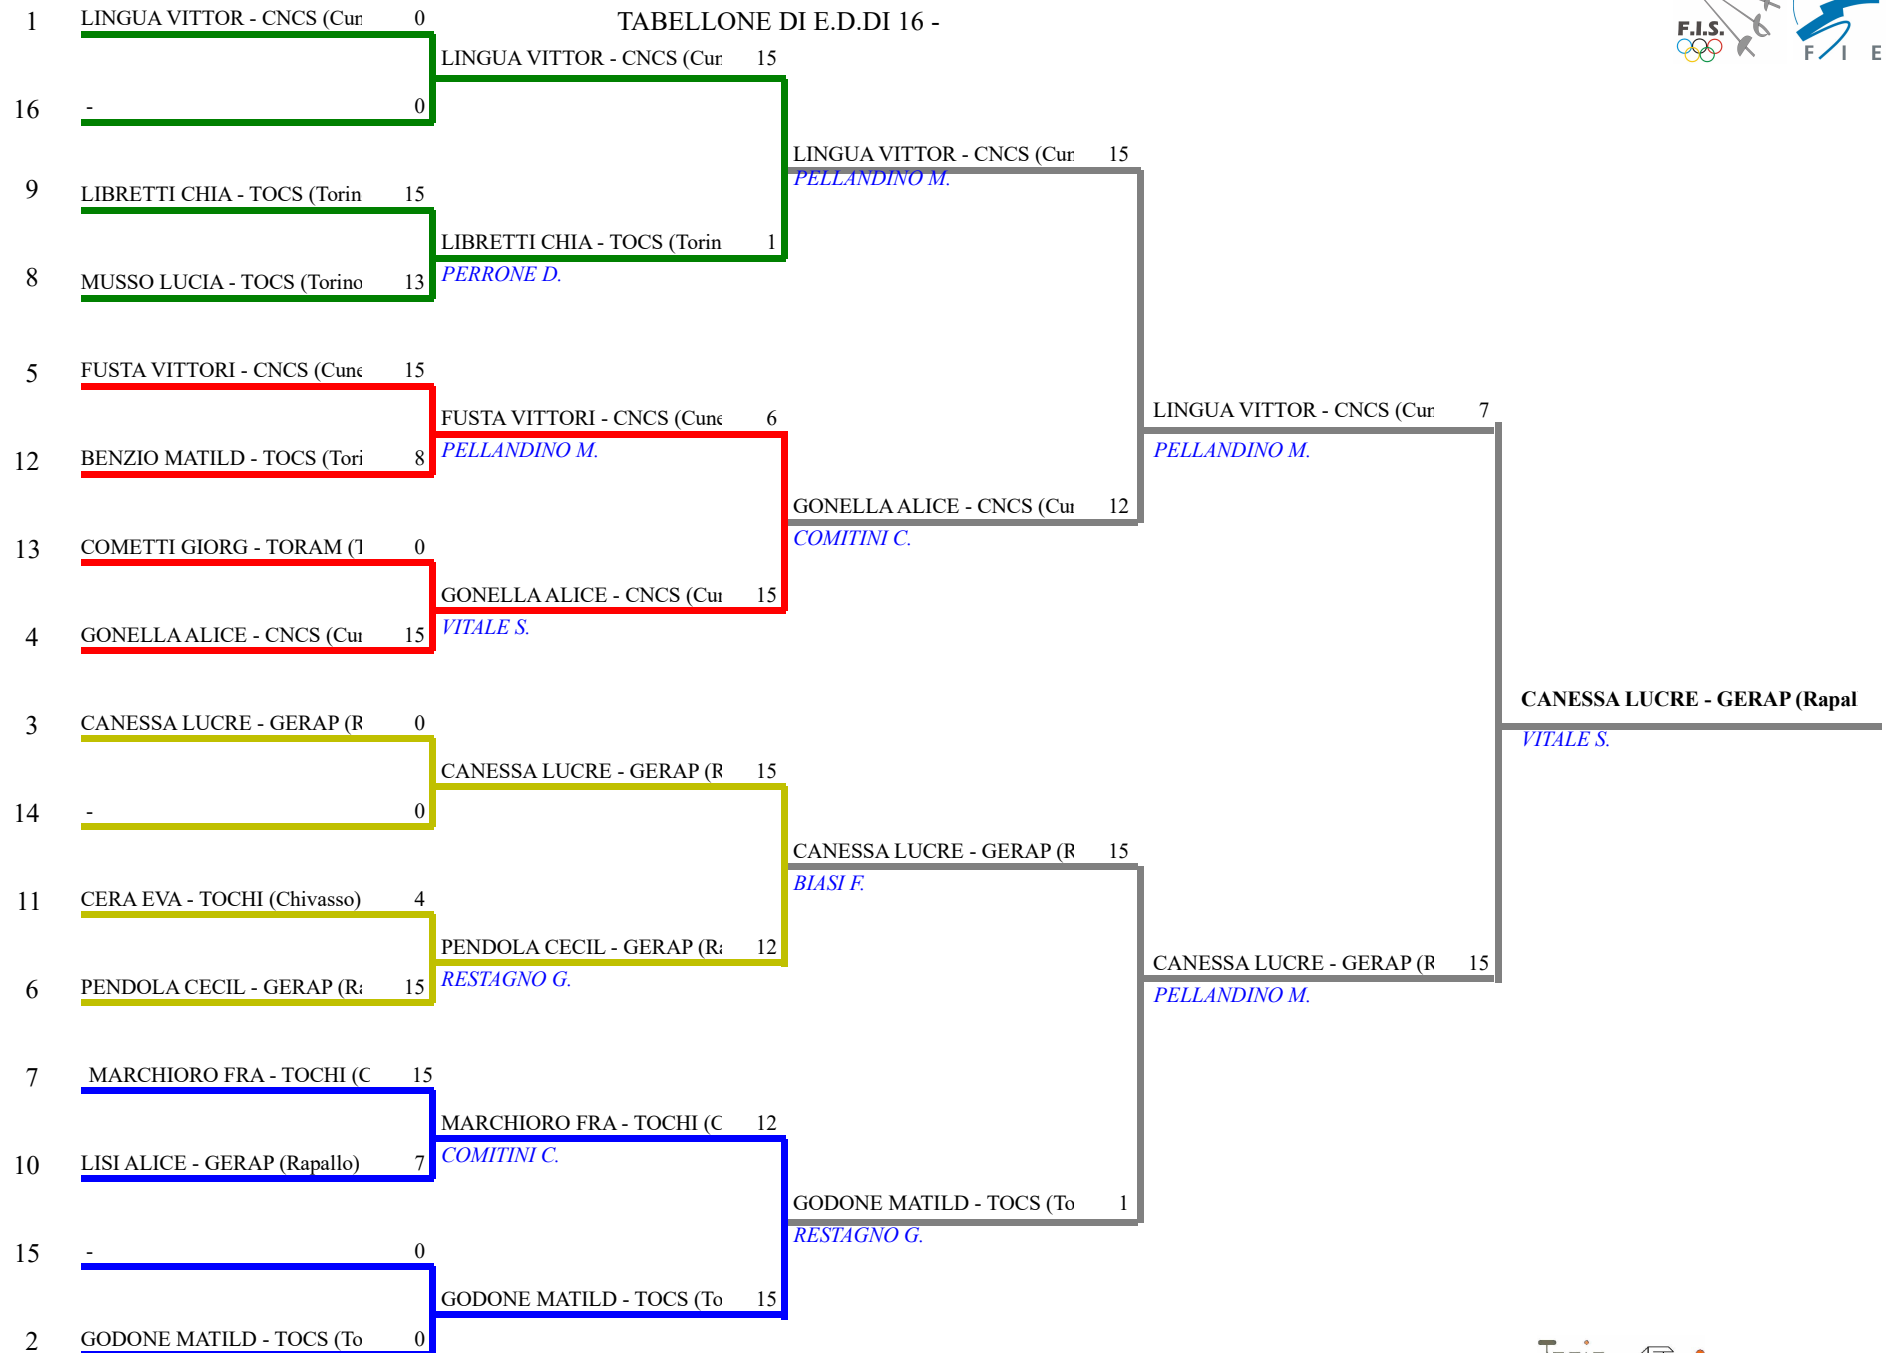 TABELLONE DI E.D.DI 16 -
F.I.S.
F I E
1 LINGUA VITTOR - CNCS (Cun 0
LINGUA VITTOR - CNCS (Cun 15
16 - 0
LINGUA VITTOR - CNCS (Cun 15
PELLANDINO M.
9 LIBRETTI CHIA - TOCS (Torin 15
LIBRETTI CHIA - TOCS (Torin 1
PERRONE D.
8 MUSSO LUCIA - TOCS (Torino 13
5 FUSTA VITTORI - CNCS (Cune 15
FUSTA VITTORI - CNCS (Cune 6
PELLANDINO M.
LINGUA VITTOR - CNCS (Cun 7
PELLANDINO M.
12 BENZIO MATILD - TOCS (Tori 8
GONELLA ALICE - CNCS (Cun 12
COMITINI C.
13 COMETTI GIORG - TORAM (T 0
GONELLA ALICE - CNCS (Cun 15
VITALE S.
4 GONELLA ALICE - CNCS (Cun 15
CANESSA LUCRE - GERAP (Rapal
VITALE S.
3 CANESSA LUCRE - GERAP (R 0
CANESSA LUCRE - GERAP (R 15
14 - 0
CANESSA LUCRE - GERAP (R 15
BIASI F.
11 CERA EVA - TOCHI (Chivasso) 4
PENDOLA CECIL - GERAP (Ra 12
RESTAGNO G.
CANESSA LUCRE - GERAP (R 15
PELLANDINO M.
6 PENDOLA CECIL - GERAP (Ra 15
7 MARCHIORO FRA - TOCHI (C 15
MARCHIORO FRA - TOCHI (C 12
COMITINI C.
10 LISI ALICE - GERAP (Rapallo) 7
GODONE MATILD - TOCS (To 1
RESTAGNO G.
15 - 0
GODONE MATILD - TOCS (To 15
2 GODONE MATILD - TOCS (To 0